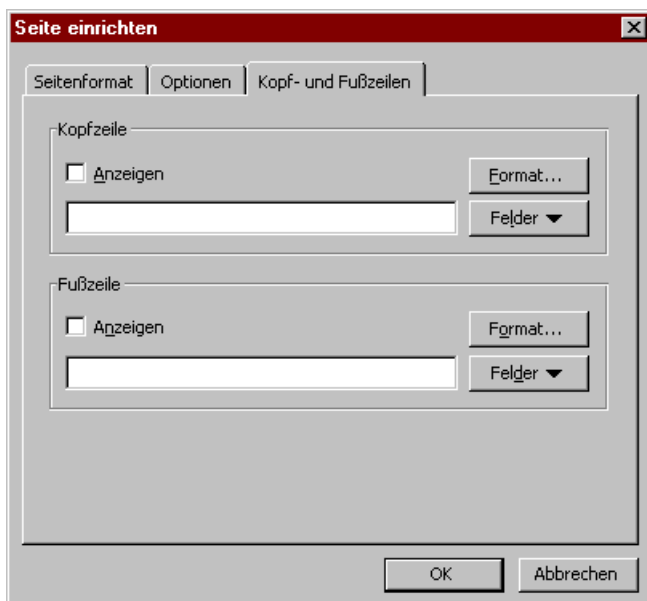 Seite einrichten
Seitenformat Optionen Kopf- und Fußzeilen
Kopfzeile
Anzeigen Format...
Felder
Fußzeile
Anzeigen Format...
Felder
OK Abbrechen